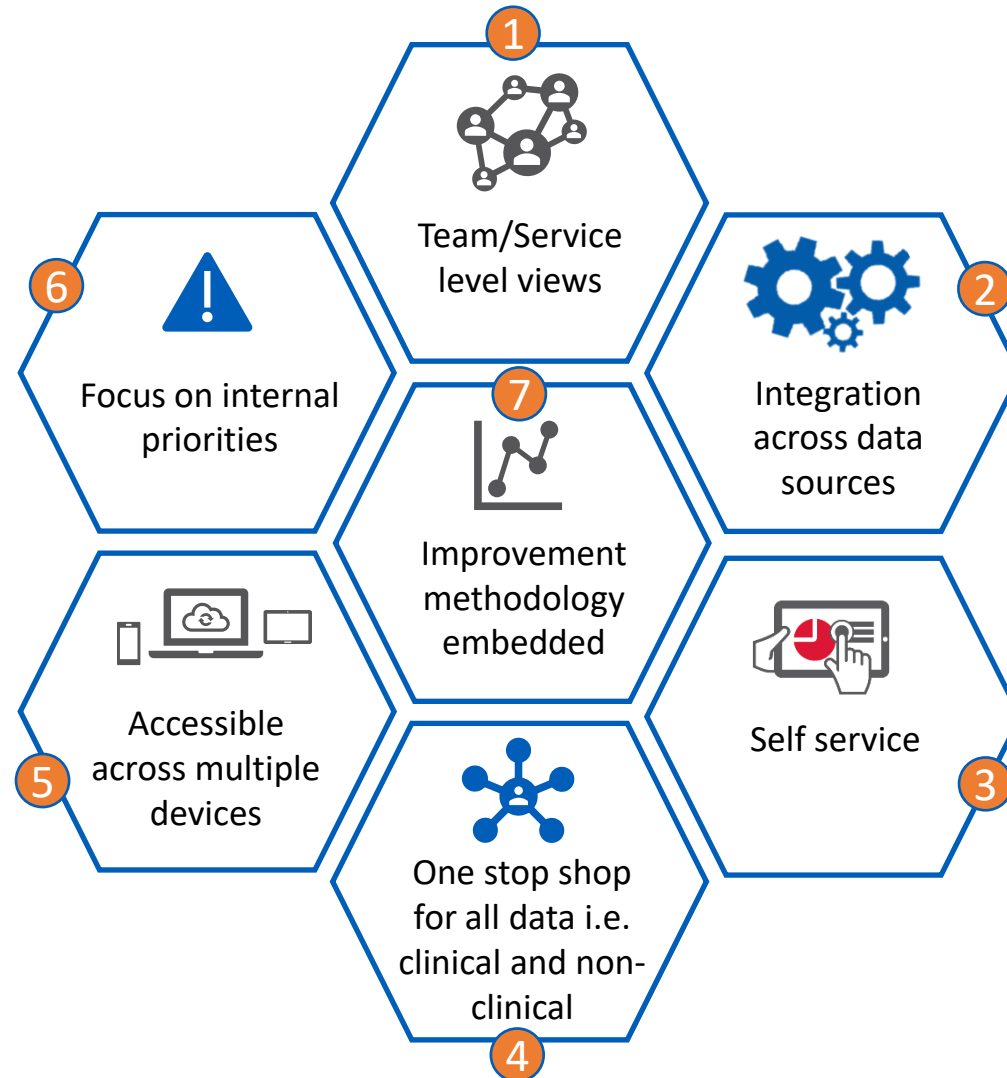 1
Team/Service
level views
2
Integration
across data
sources
3
Self service
4
One stop shop
for all data i.e.
clinical and non-
clinical
5
Accessible
across multiple
devices
6
Focus on internal
priorities
7
Improvement
methodology
embedded